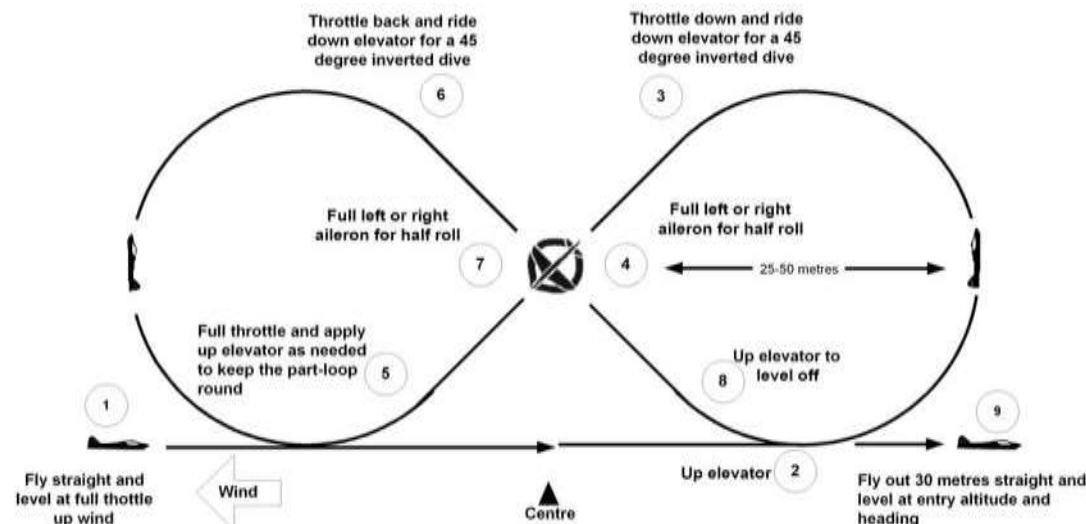 Throttle back and ride
down elevator for a 45
degree inverted dive
6
Throttle down and ride
down elevator for a 45
degree inverted dive
3
Full left or right
aileron for half roll
7
4
Full left or right
aileron for half roll
25-50 metres
Full throttle and apply
up elevator as needed
to keep the part-loop
round
5
Up elevator to
level off
8
1
9
Fly straight and
level at full thottle
up wind
Wind
Centre
Up elevator
2
Fly out 30 metres straight and
level at entry altitude and
heading